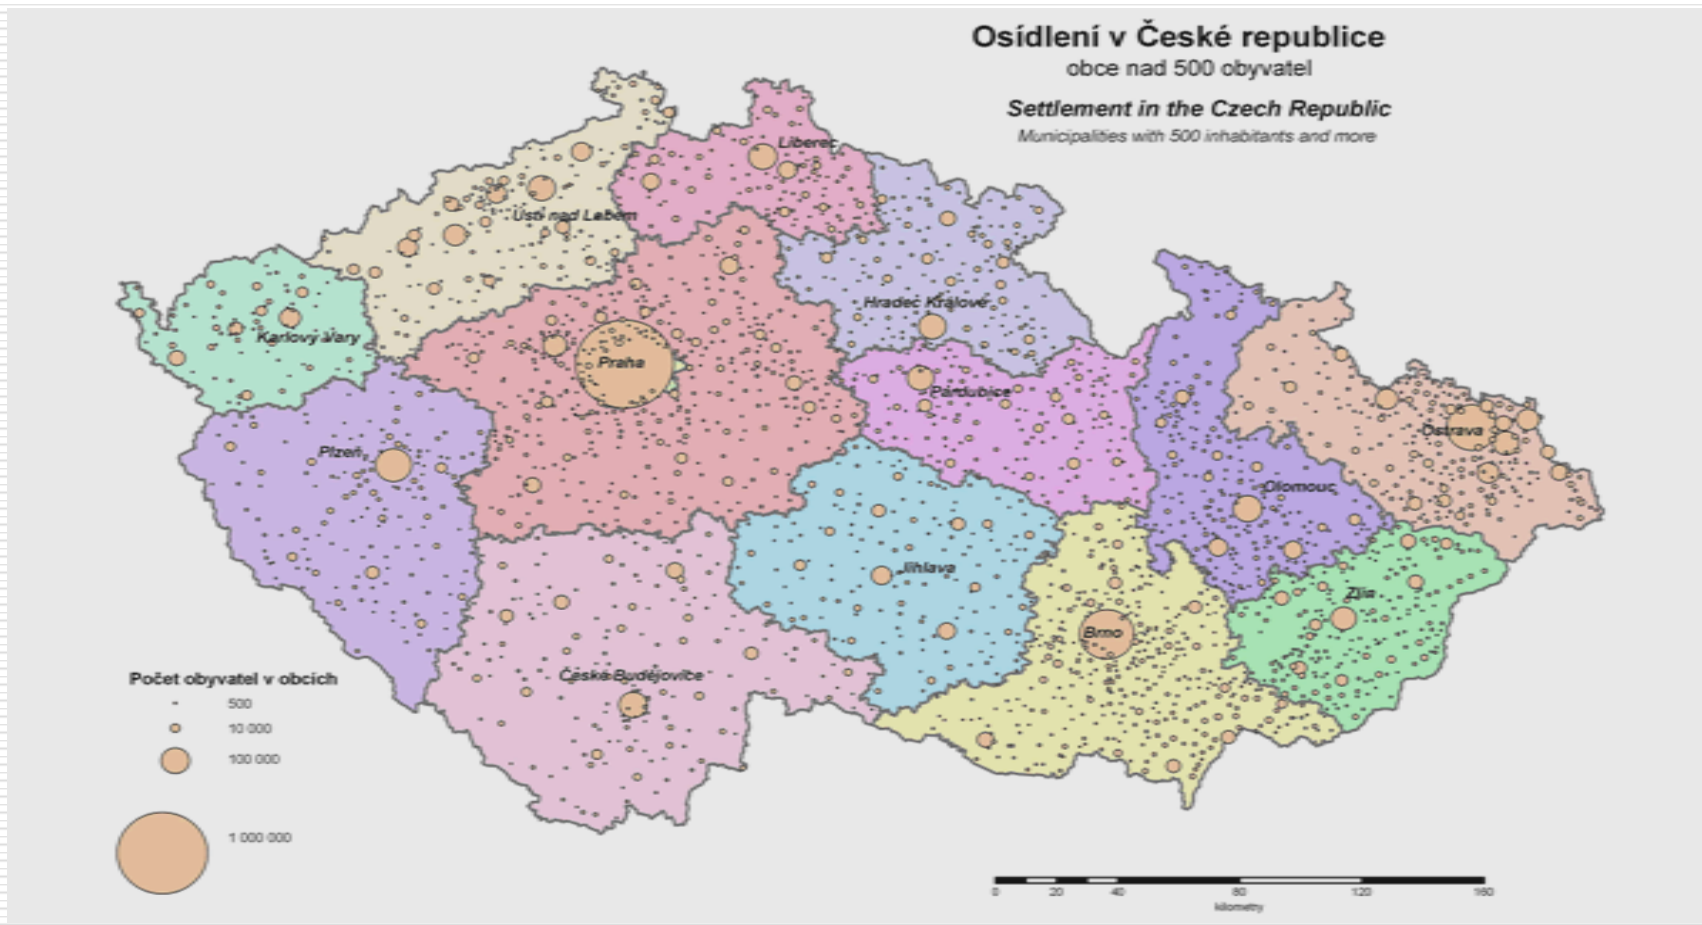 Osídlení v České republice
obce nad 500 obyvatel
Settlement in the Czech Republic
Municipalities with 500 inhabitants and more
Liberec
Ústí nad Labem
Hradec Králové
Karlovy Vary
Praha
Pardubice
Ostrava
Plzeň
Olomouc
Jihlava
Zlín
Brno
České Budějovice
Počet obyvatel v obcích
500
10 000
100 000
1 000 000
0 20 40 80 120 160
kilometry